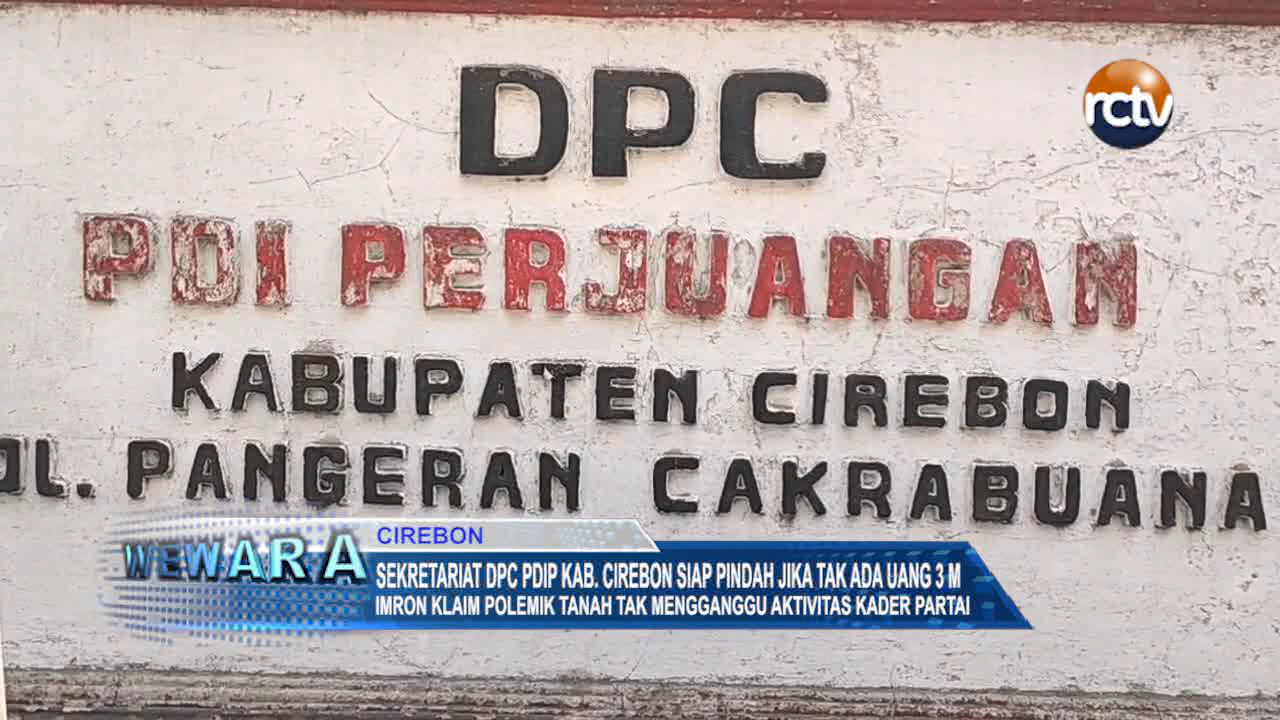 DPC
rctv
PDI PERJUANGAN
KABUPATEN CIREBON
JL. PANGERAN CAKRABUANA
CIREBON
WEWARA
SEKRETARIAT DPC PDIP KAB. CIREBON SIAP PINDAH JIKA TAK ADA UANG 3 M
IMRON KLAIM POLEMIK TANAH TAK MENGGANGGU AKTIVITAS KADER PARTAI